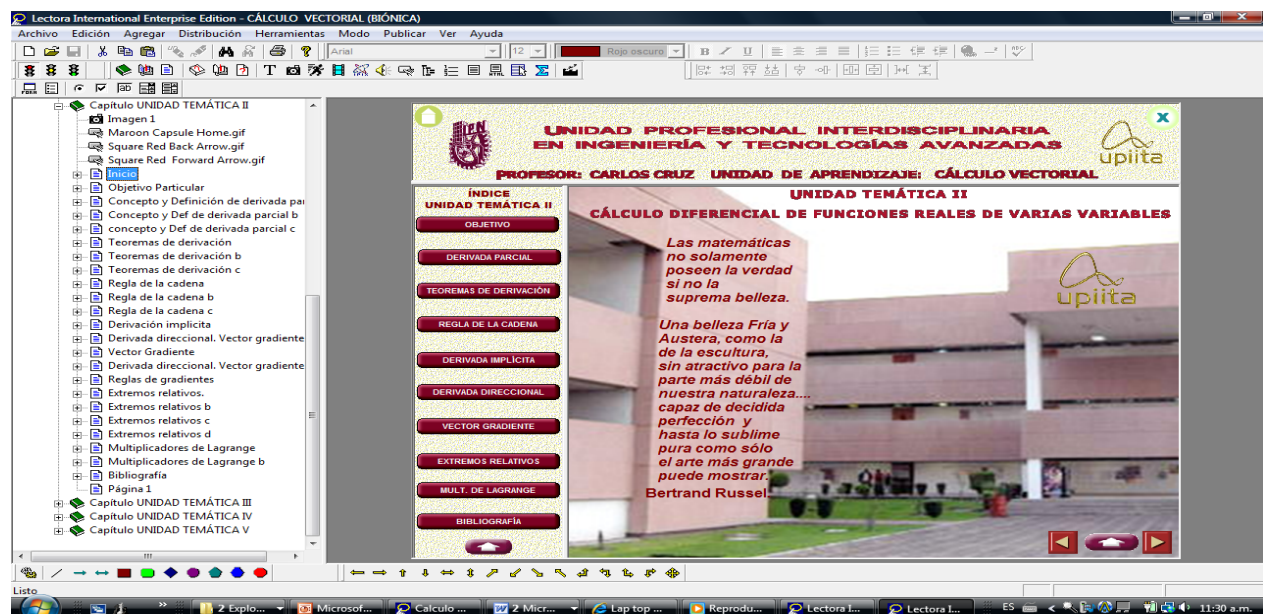 Lectora International Enterprise Edition - CÁLCULO VECTORIAL (BIÓNICA)
Archivo Edición Agregar Distribución Herramientas Modo Publicar Ver Ayuda
Arial 12 Rojo oscuro B U
Capítulo UNIDAD TEMÁTICA II
Imagen 1
Maroon Capsule Home.gif
Square Red Back Arrow.gif
Square Red Forward Arrow.gif
Inicio
Objetivo Particular
Concepto y Definición de derivada par
Concepto y Def de derivada parcial b
concepto y Def de derivada parcial c
Teoremas de derivación
Teoremas de derivación b
Teoremas de derivación c
Regla de la cadena
Regla de la cadena b
Regla de la cadena c
Derivación implicita
Derivada direccional. Vector gradiente
Vector Gradiente
Derivada direccional. Vector gradiente
Reglas de gradientes
Extremos relativos.
Extremos relativos b
Extremos relativos c
Extremos relativos d
Multiplicadores de Lagrange
Multiplicadores de Lagrange b
Bibliografía
Página 1
Capítulo UNIDAD TEMÁTICA III
Capítulo UNIDAD TEMÁTICA IV
Capítulo UNIDAD TEMÁTICA V
IPN
UNIDAD PROFESIONAL INTERDISCIPLINARIA
EN INGENIERÍA Y TECNOLOGÍAS AVANZADAS
upiita
PROFESOR: CARLOS CRUZ UNIDAD DE APRENDIZAJE: CÁLCULO VECTORIAL
ÍNDICE
UNIDAD TEMÁTICA II
OBJETIVO
DERIVADA PARCIAL
TEOREMAS DE DERIVACIÓN
REGLA DE LA CADENA
DERIVADA IMPLÍCITA
DERIVADA DIRECCIONAL
VECTOR GRADIENTE
EXTREMOS RELATIVOS
MULT. DE LAGRANGE
BIBLIOGRAFÍA
UNIDAD TEMÁTICA II
CÁLCULO DIFERENCIAL DE FUNCIONES REALES DE VARIAS VARIABLES
Las matemáticas
no solamente
poseen la verdad
si no la
suprema belleza.
Una belleza Fría y
Austera, como la
de la escultura,
sin atractivo para la
parte más débil de
nuestra naturaleza....
capaz de decidida
perfección y
hasta lo sublime
pura como sólo
el arte más grande
puede mostrar.
Bertrand Russel.
upiita
Listo
2 Explo... Microsof... Calculo ... 2 Micr... Lap top ... Reprodu... Lectora I... Lectora I... ES 11:30 a.m.